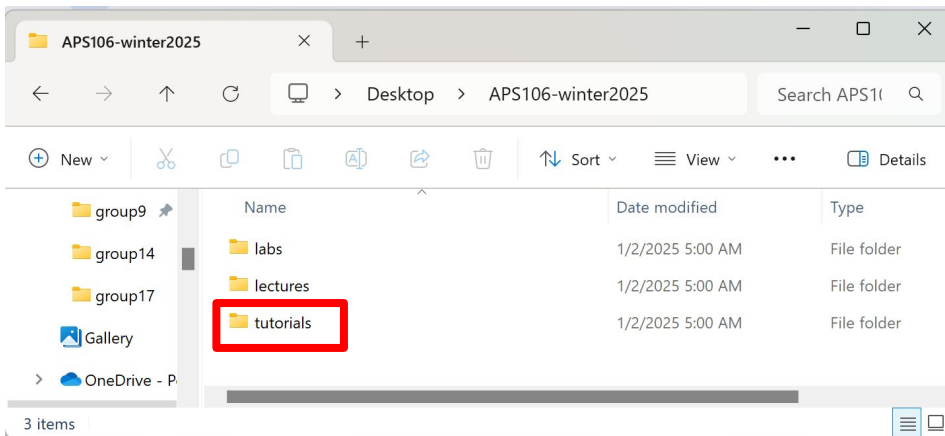 APS106-winter2025
Desktop > APS106-winter2025
Search APS1
New Sort View ... Details
Name Date modified Type
group9
group14
group17
Gallery
OneDrive - P
labs 1/2/2025 5:00 AM File folder
lectures 1/2/2025 5:00 AM File folder
tutorials 1/2/2025 5:00 AM File folder
3 items